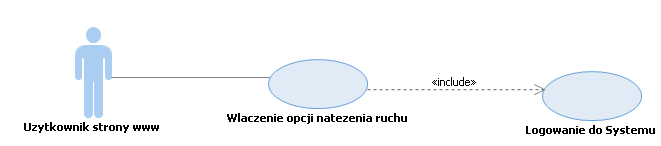 «include»
Uzytkownik strony www
Wlaczenie opcji natezenia ruchu
Logowanie do Systemu